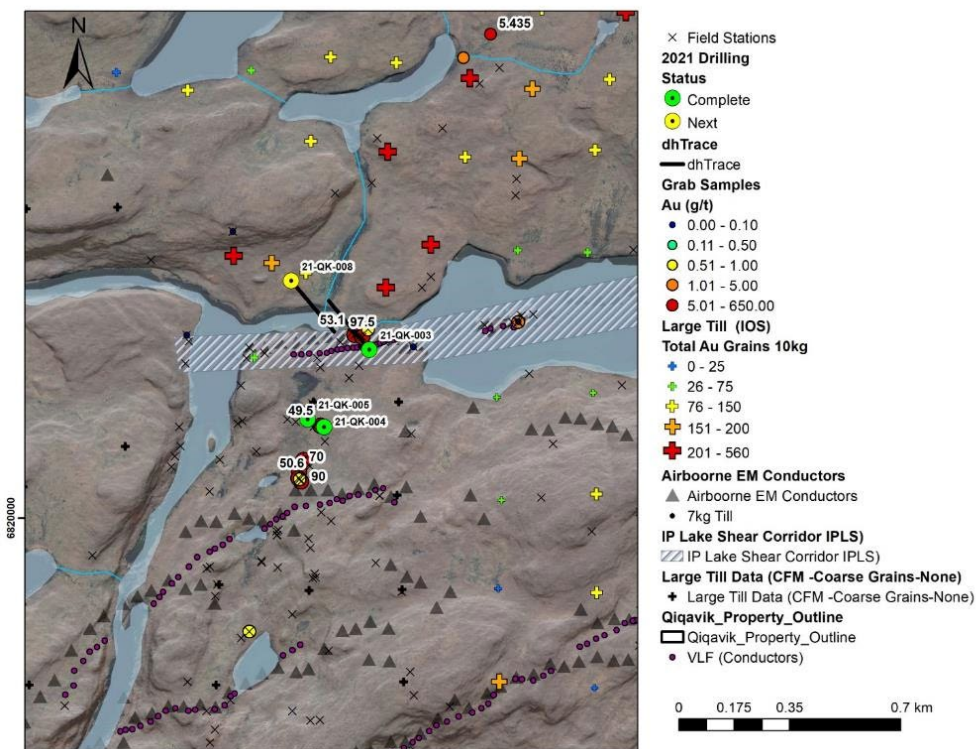 N
5.435
21-QK-008
53.1
97.5
21-QK-003
49.5
21-QK-005
21-QK-004
70
50.6
90
6820000
Field Stations
2021 Drilling
Status
Complete
Next
dhTrace
dhTrace
Grab Samples
Au (g/t)
0.00 - 0.10
0.11 - 0.50
0.51 - 1.00
1.01 - 5.00
5.01 - 650.00
Large Till (IOS)
Total Au Grains 10kg
0 - 25
26 - 75
76 - 150
151 - 200
201 - 560
Airboorne EM Conductors
Airboorne EM Conductors
7kg Till
IP Lake Shear Corridor IPLS)
IP Lake Shear Corridor IPLS)
Large Till Data (CFM -Coarse Grains-None)
Large Till Data (CFM -Coarse Grains-None)
Qiqavik_Property_Outline
Qiqavik_Property_Outline
VLF (Conductors)
0 0.175 0.35 0.7 km